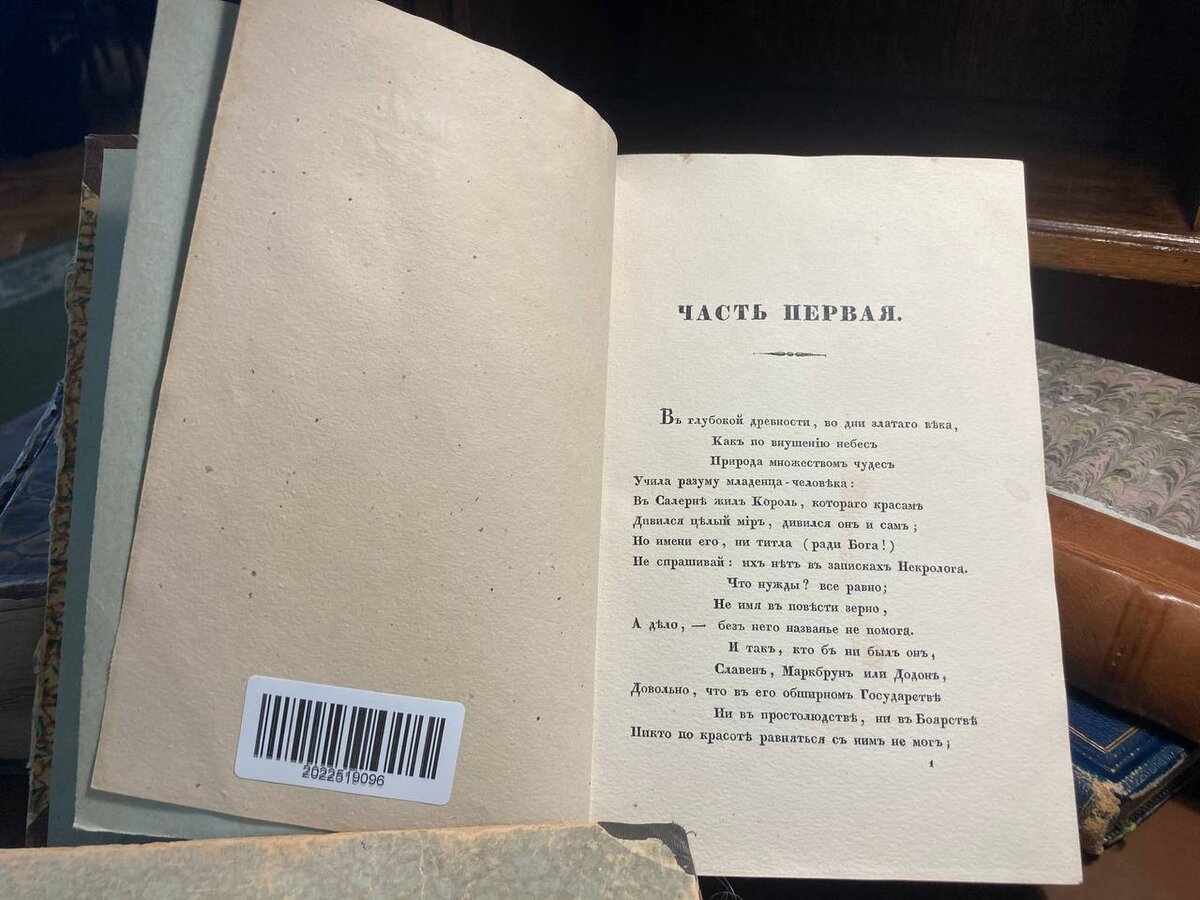 2022519096
ЧАСТЬ ПЕРВАЯ.
Въ глубокой древности, во дни златаго вѣка,
Какъ по внушенію небесъ
Природа множествомъ чудесъ
Учила разуму младенца-человѣка:
Въ Салернѣ жилъ Король, котораго красамъ
Дивился цѣлый міръ, дивился онъ и самъ;
Но имени его, ни титла (ради Бога!)
Не спрашивай: ихъ нѣтъ въ запискахъ Некролога.
Что нужды? все равно;
Не имя въ повѣсти зерно,
А дѣло, — безъ него названье не помога.
И такъ, кто бъ ни былъ онъ,
Славенъ, Маркбрунъ или Додонъ,
Довольно, что въ его обширномъ Государствѣ
Ни въ простолюдствѣ, ни въ Боярствѣ
Никто по красотѣ равняться съ нимъ не могъ;
1